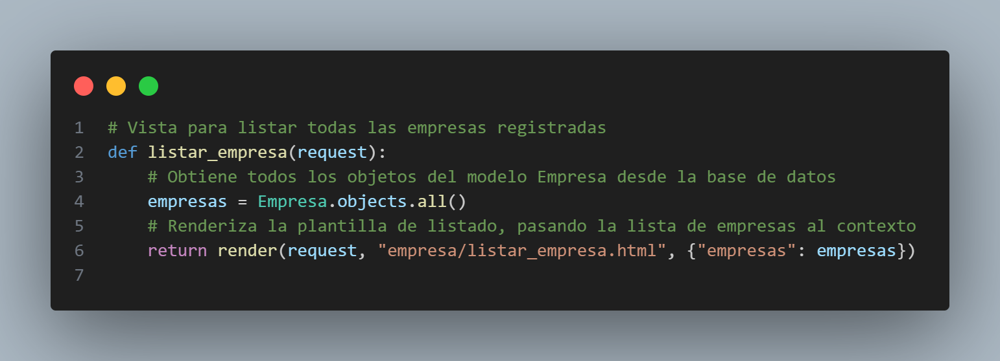 1 # Vista para listar todas las empresas registradas
2 def listar_empresa(request):
3     # Obtiene todos los objetos del modelo Empresa desde la base de datos
4     empresas = Empresa.objects.all()
5     # Renderiza la plantilla de listado, pasando la lista de empresas al contexto
6     return render(request, "empresa/listar_empresa.html", {"empresas": empresas})
7